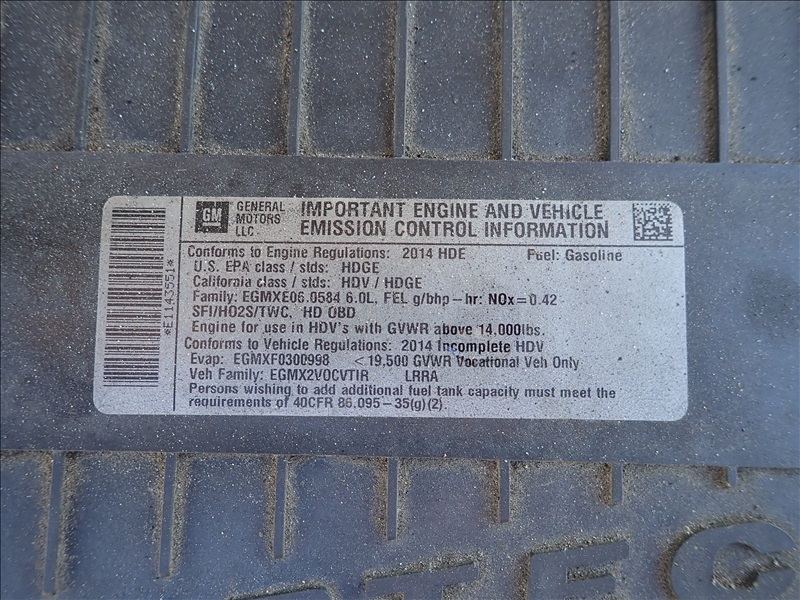 GM
GENERAL
MOTORS
LLC
IMPORTANT ENGINE AND VEHICLE
EMISSION CONTROL INFORMATION
*E1143551*
Conforms to Engine Regulations: 2014 HDE Fuel: Gasoline
U.S. EPA class / stds: HDGE
California class / stds: HDV / HDGE
Family: EGMXE06.0584 6.0L, FEL g/bhp-hr: NOx=0.42
SFI/HO2S/TWC, HD OBD
Engine for use in HDV's with GVWR above 14,000lbs.
Conforms to Vehicle Regulations: 2014 Incomplete HDV
Evap: EGMXF0300998 <19,500 GVWR Vocational Veh Only
Veh Family: EGMX2VOCVTIR LRRA
Persons wishing to add additional fuel tank capacity must meet the
requirements of 40CFR 86.095-35(g)(2).